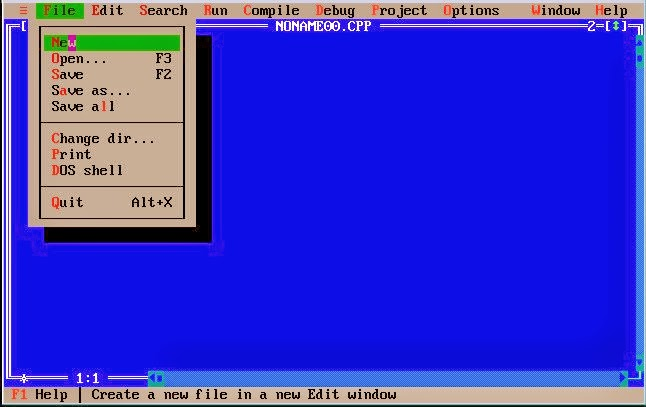 ≡ File Edit Search Run Compile Debug Project Options Window Help
NONAME00.CPP 2=[↕]
New
Open... F3
Save F2
Save as...
Save all
Change dir...
Print
DOS shell
Quit Alt+X
1:1
F1 Help | Create a new file in a new Edit window